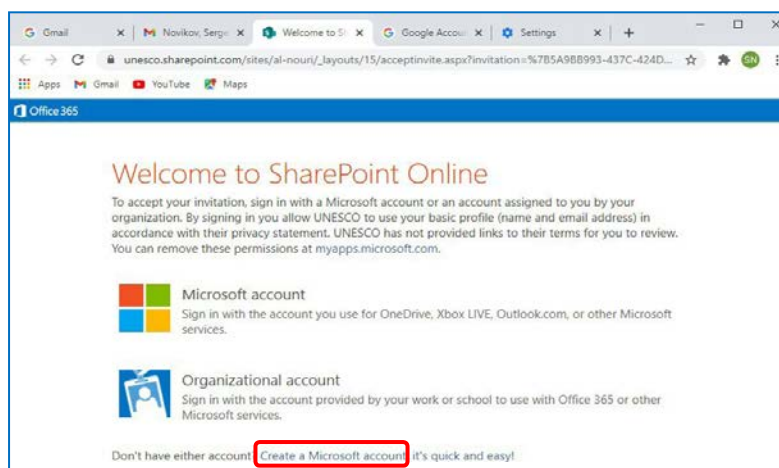 Gmail
Novikov, Serge
Welcome to S
Google Accou
Settings
unesco.sharepoint.com/sites/al-nouri/_layouts/15/acceptinvite.aspx?invitation=%7B5A988993-437C-424D...
SN
Apps Gmail YouTube Maps
Office 365
Welcome to SharePoint Online
To accept your invitation, sign in with a Microsoft account or an account assigned to you by your
organization. By signing in you allow UNESCO to use your basic profile (name and email address) in
accordance with their privacy statement. UNESCO has not provided links to their terms for you to review.
You can remove these permissions at myapps.microsoft.com.
Microsoft account
Sign in with the account you use for OneDrive, Xbox LIVE, Outlook.com, or other Microsoft
services.
Organizational account
Sign in with the account provided by your work or school to use with Office 365 or other
Microsoft services.
Don't have either account Create a Microsoft account it's quick and easy!